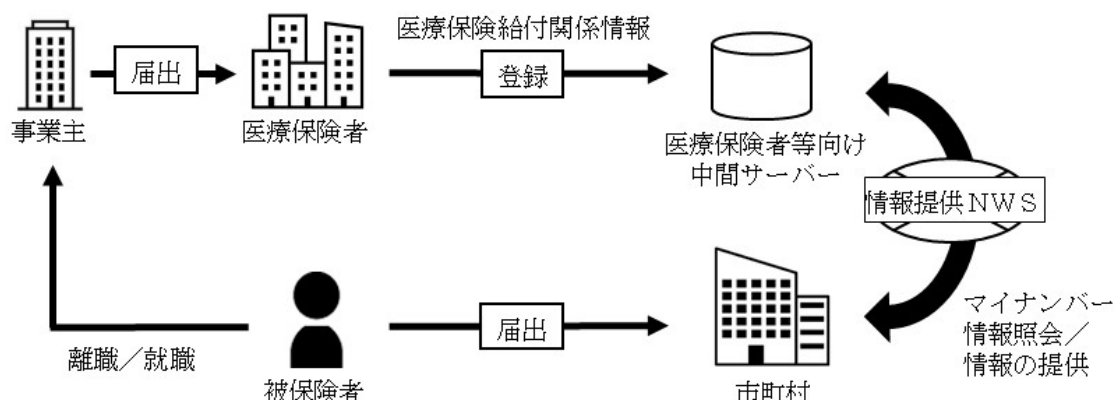 医療保険給付関係情報
届出
登録
事業主
医療保険者
医療保険者等向け
中間サーバー
情報提供ＮＷＳ
届出
マイナンバー
情報照会／
情報の提供
離職／就職
被保険者
市町村